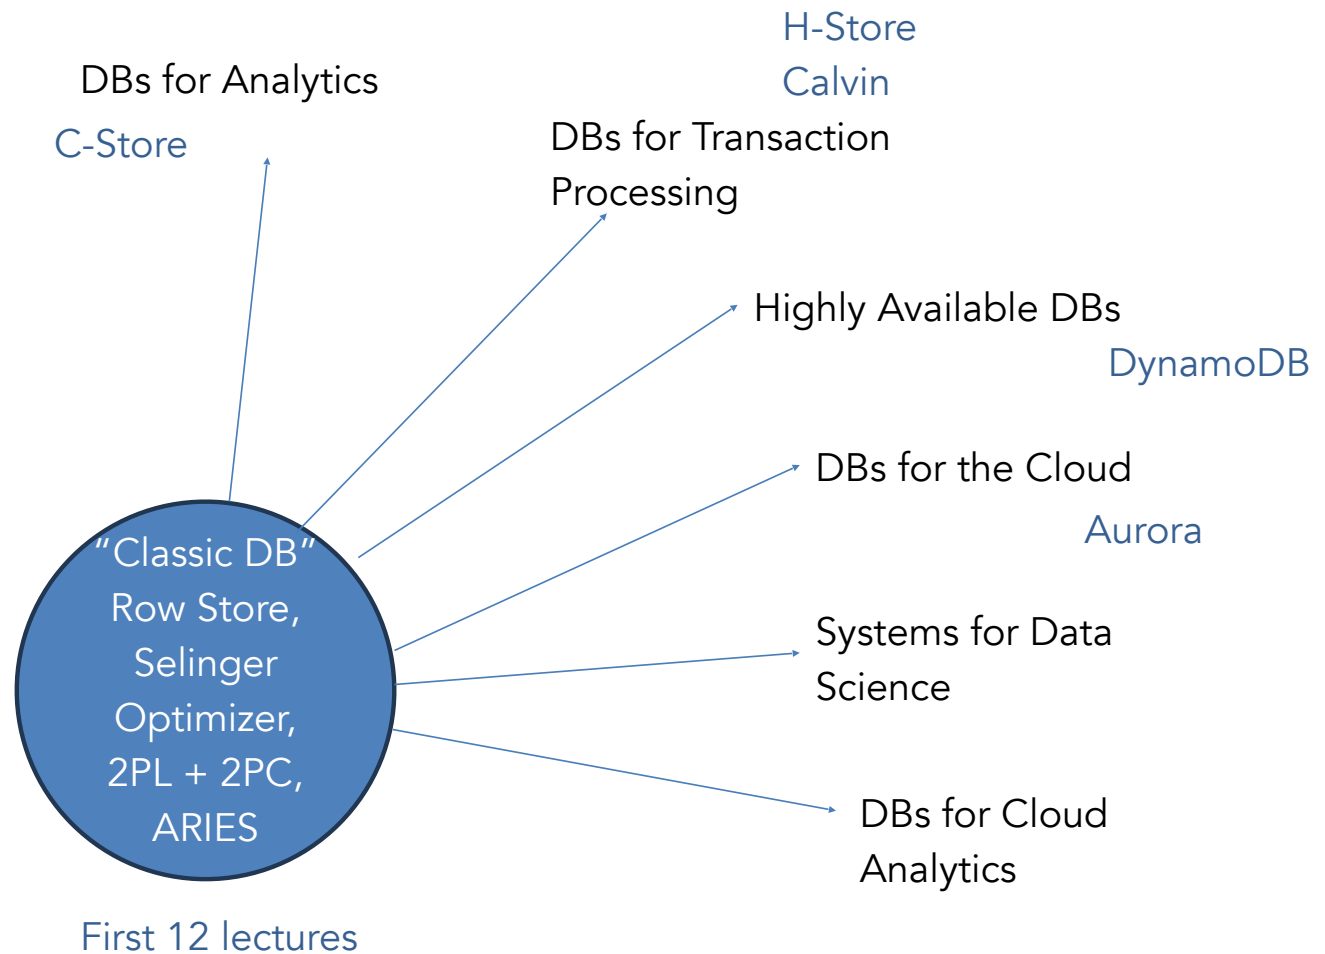 H-Store
Calvin
DBs for Analytics
C-Store
DBs for Transaction
Processing
Highly Available DBs
DynamoDB
DBs for the Cloud
Aurora
“Classic DB”
Row Store,
Selinger
Optimizer,
2PL + 2PC,
ARIES
Systems for Data
Science
DBs for Cloud
Analytics
First 12 lectures